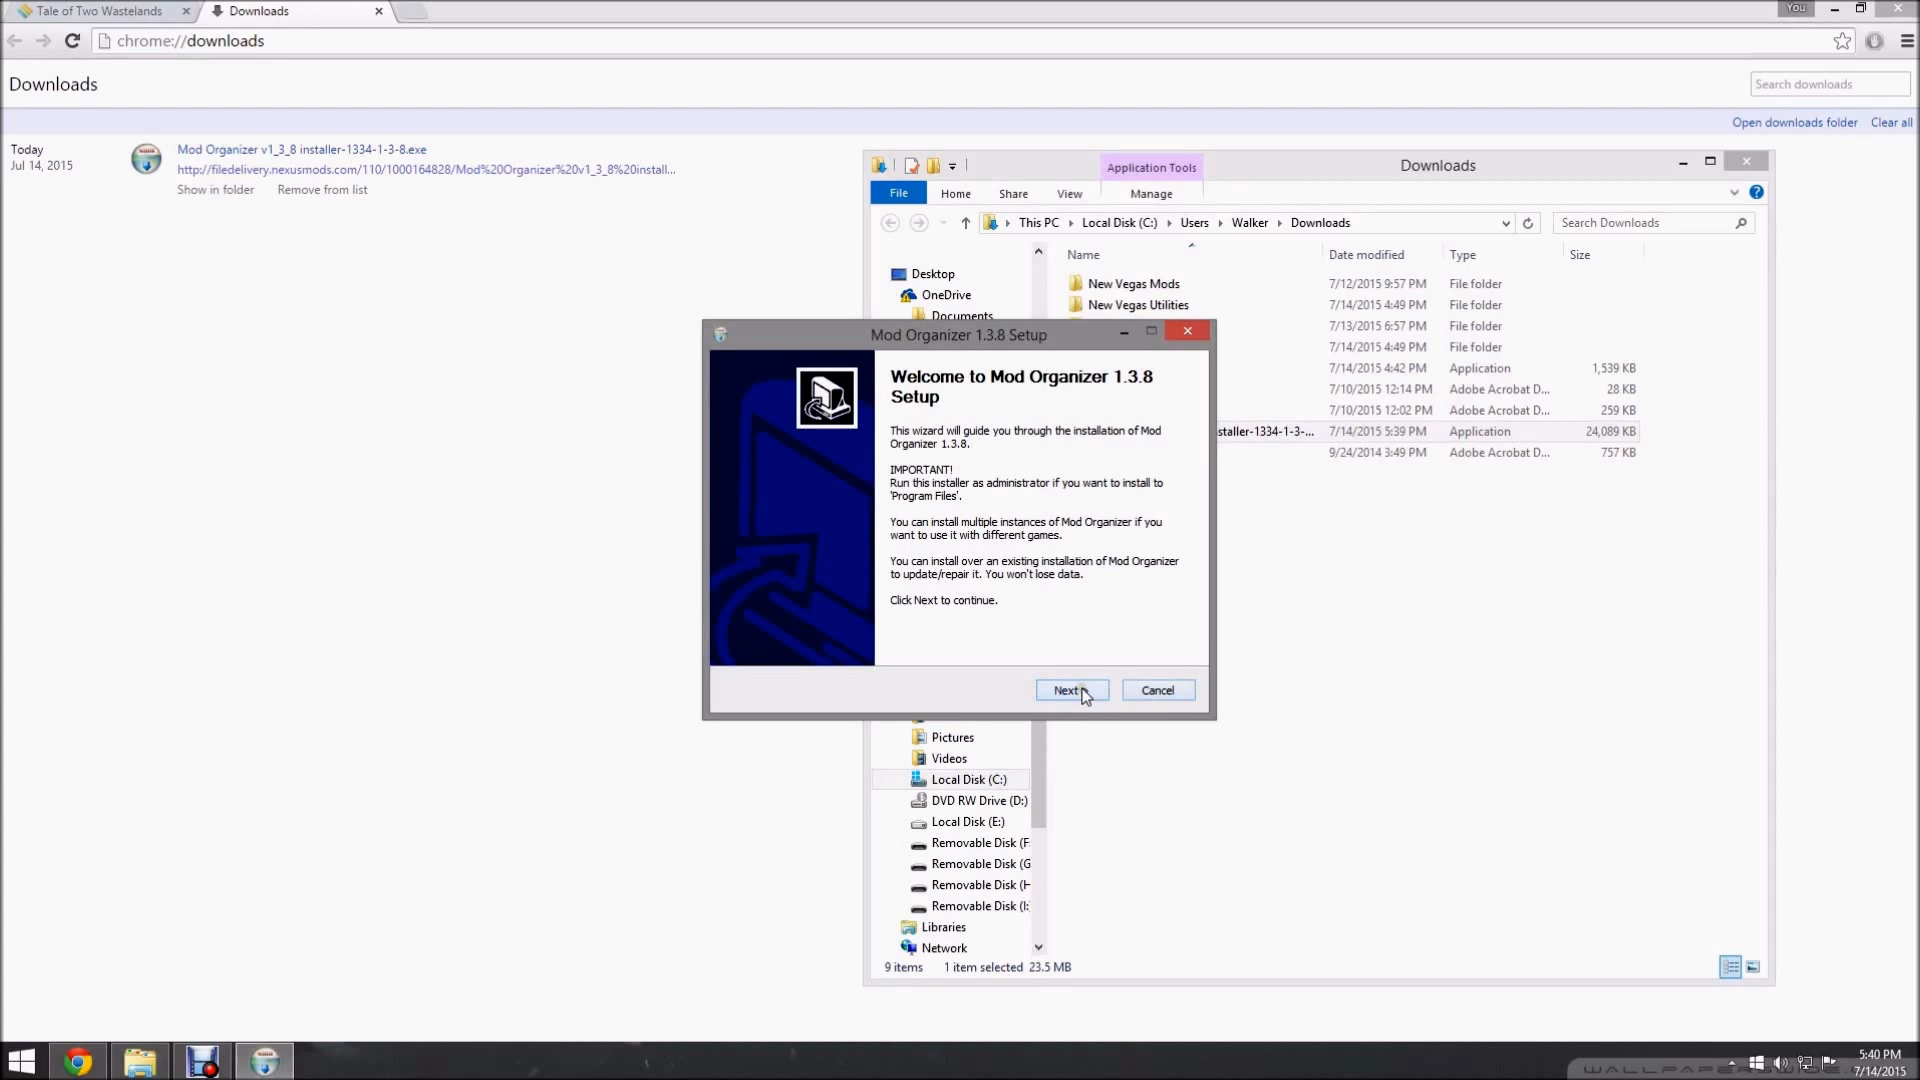 Tale of Two Wastelands
Downloads
You
chrome://downloads
Downloads
Search downloads
Open downloads folder
Clear all
Today
Jul 14, 2015
Mod Organizer v1_3_8 installer-1334-1-3-8.exe
http://filedelivery.nexusmods.com/110/1000164828/Mod%20Organizer%20v1_3_8%20install...
Show in folder
Remove from list
Application Tools
Downloads
File
Home
Share
View
Manage
This PC
Local Disk (C:)
Users
Walker
Downloads
Search Downloads
Name
Date modified
Type
Size
Desktop
OneDrive
Documents
New Vegas Mods
7/12/2015 9:57 PM
File folder
New Vegas Utilities
7/14/2015 4:49 PM
File folder
7/13/2015 6:57 PM
File folder
7/14/2015 4:49 PM
File folder
7/14/2015 4:42 PM
Application
1,539 KB
7/10/2015 12:14 PM
Adobe Acrobat D...
28 KB
7/10/2015 12:02 PM
Adobe Acrobat D...
259 KB
staller-1334-1-3-...
7/14/2015 5:39 PM
Application
24,089 KB
9/24/2014 3:49 PM
Adobe Acrobat D...
757 KB
Mod Organizer 1.3.8 Setup
Welcome to Mod Organizer 1.3.8
Setup
This wizard will guide you through the installation of Mod
Organizer 1.3.8.
IMPORTANT!
Run this installer as administrator if you want to install to
'Program Files'.
You can install multiple instances of Mod Organizer if you
want to use it with different games.
You can install over an existing installation of Mod Organizer
to update/repair it. You won't lose data.
Click Next to continue.
Next
Cancel
Pictures
Videos
Local Disk (C:)
DVD RW Drive (D:)
Local Disk (E:)
Removable Disk (F
Removable Disk (G
Removable Disk (H
Removable Disk (I:
Libraries
Network
9 items
1 item selected
23.5 MB
5:40 PM
7/14/2015